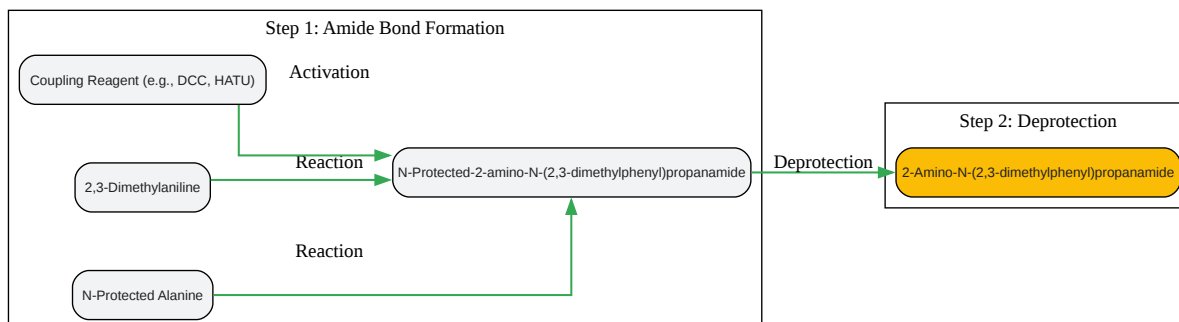 Step 1: Amide Bond Formation
Coupling Reagent (e.g., DCC, HATU)
Activation
Reaction
2,3-Dimethylaniline
N-Protected-2-amino-N-(2,3-dimethylphenyl)propanamide
Reaction
N-Protected Alanine
Deprotection
Step 2: Deprotection
2-Amino-N-(2,3-dimethylphenyl)propanamide